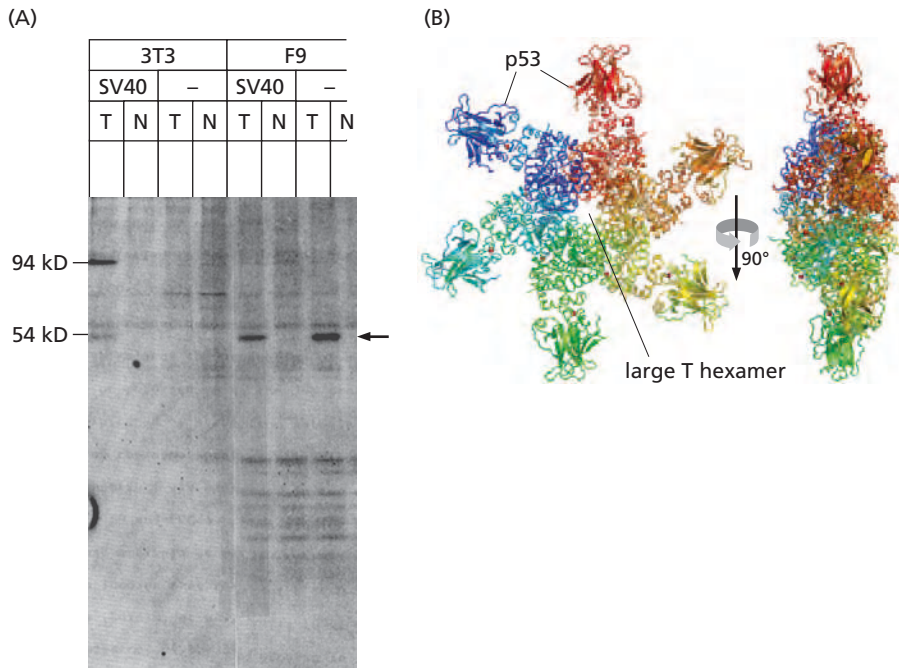 (A)
3T3 F9
SV40 – SV40 –
T N T N T N T N
94 kD
54 kD
(B)
p53
90°
large T hexamer